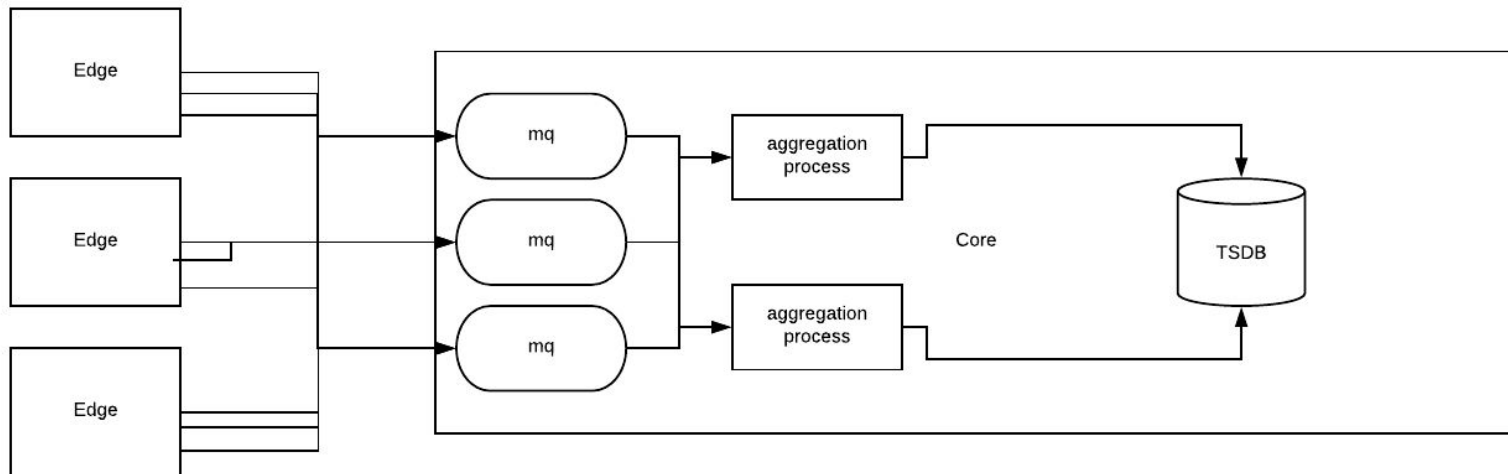 Edge
Edge
Edge
mq
mq
mq
aggregation
process
aggregation
process
Core
TSDB